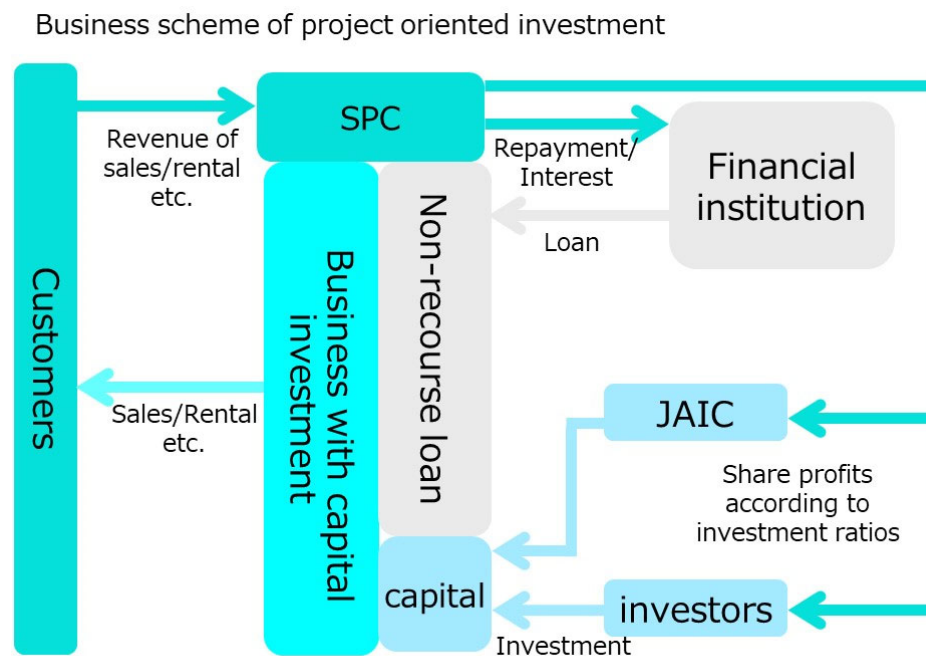 Business scheme of project oriented investment
SPC
Revenue of
sales/rental
etc.
Repayment/
Interest
Financial
institution
Loan
Customers
Business with capital
investment
Non-recourse loan
Sales/Rental
etc.
JAIC
Share profits
according to
investment ratios
capital
investors
Investment